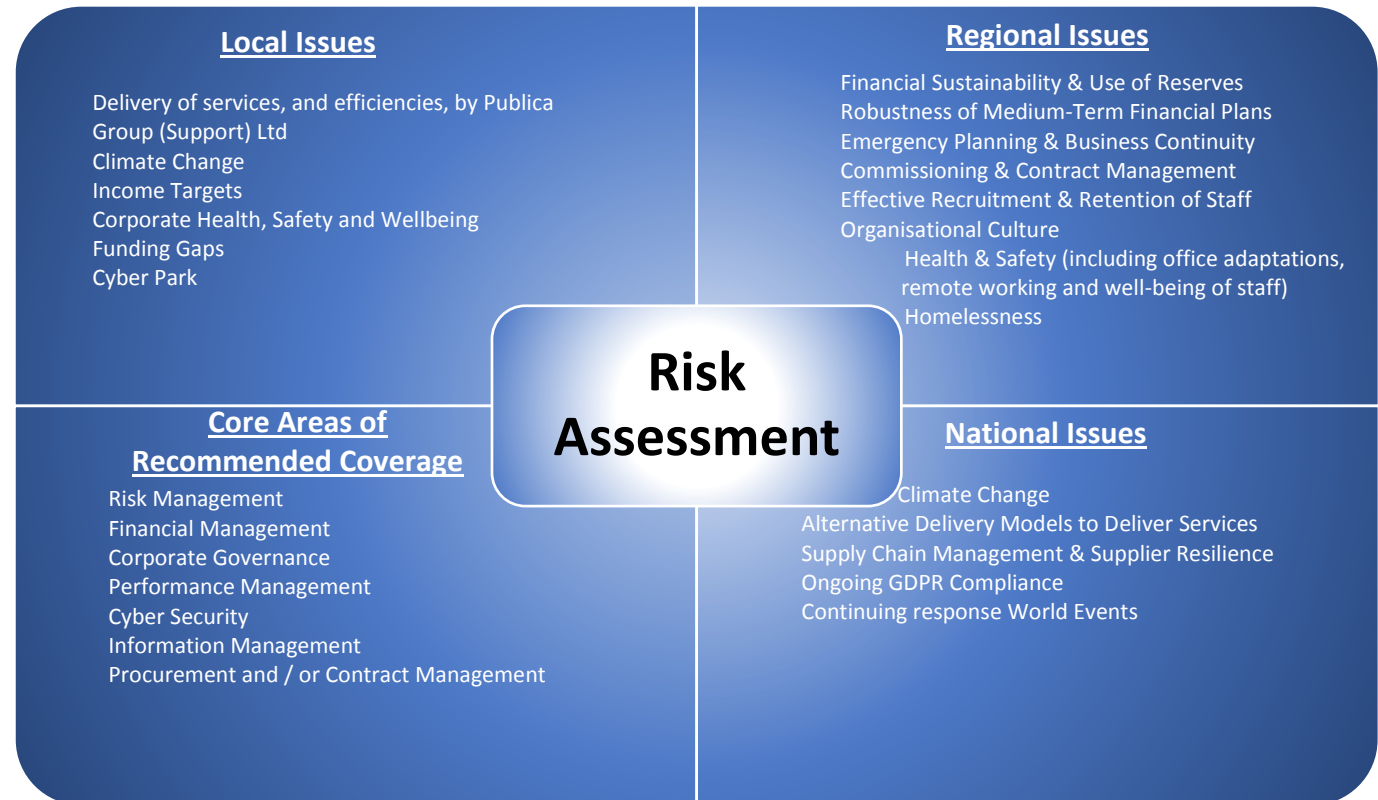 Local Issues
Delivery of services, and efficiencies, by Publica
Group (Support) Ltd
Climate Change
Income Targets
Corporate Health, Safety and Wellbeing
Funding Gaps
Cyber Park
Regional Issues
Financial Sustainability & Use of Reserves
Robustness of Medium-Term Financial Plans
Emergency Planning & Business Continuity
Commissioning & Contract Management
Effective Recruitment & Retention of Staff
Organisational Culture
Health & Safety (including office adaptations,
remote working and well-being of staff)
Homelessness
Risk
Assessment
Core Areas of
Recommended Coverage
Risk Management
Financial Management
Corporate Governance
Performance Management
Cyber Security
Information Management
Procurement and / or Contract Management
National Issues
Climate Change
Alternative Delivery Models to Deliver Services
Supply Chain Management & Supplier Resilience
Ongoing GDPR Compliance
Continuing response World Events